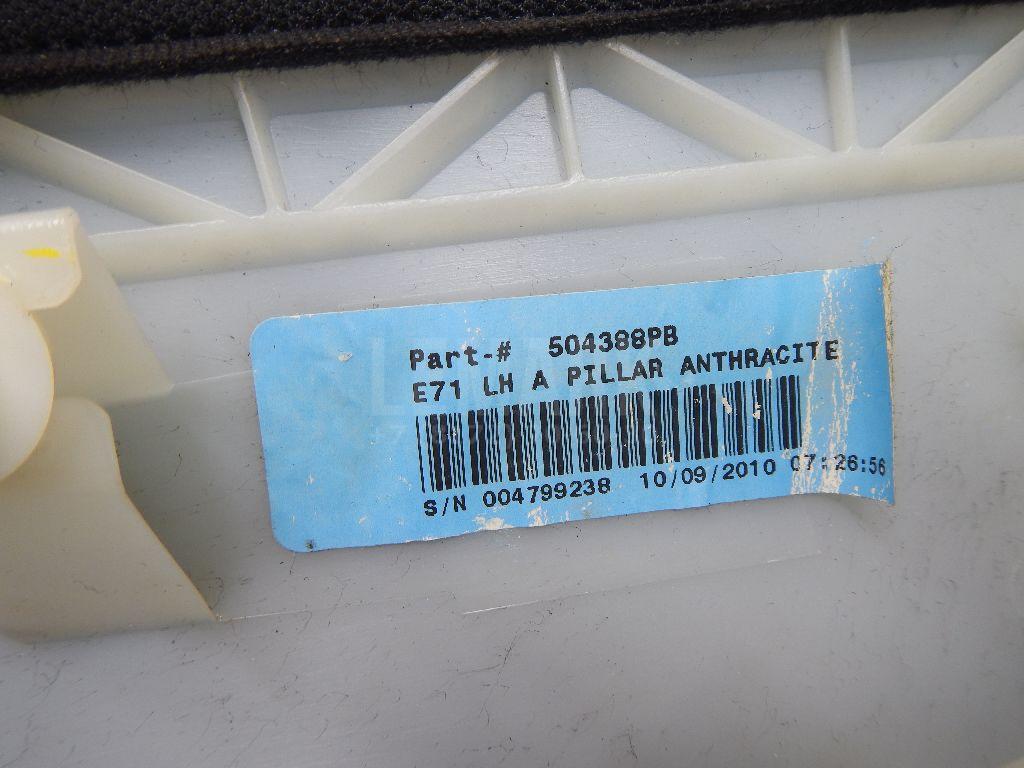 Part-# 504388PB
E71 LH A PILLAR ANTHRACITE
S/N 004799238 10/09/2010 07:26:56